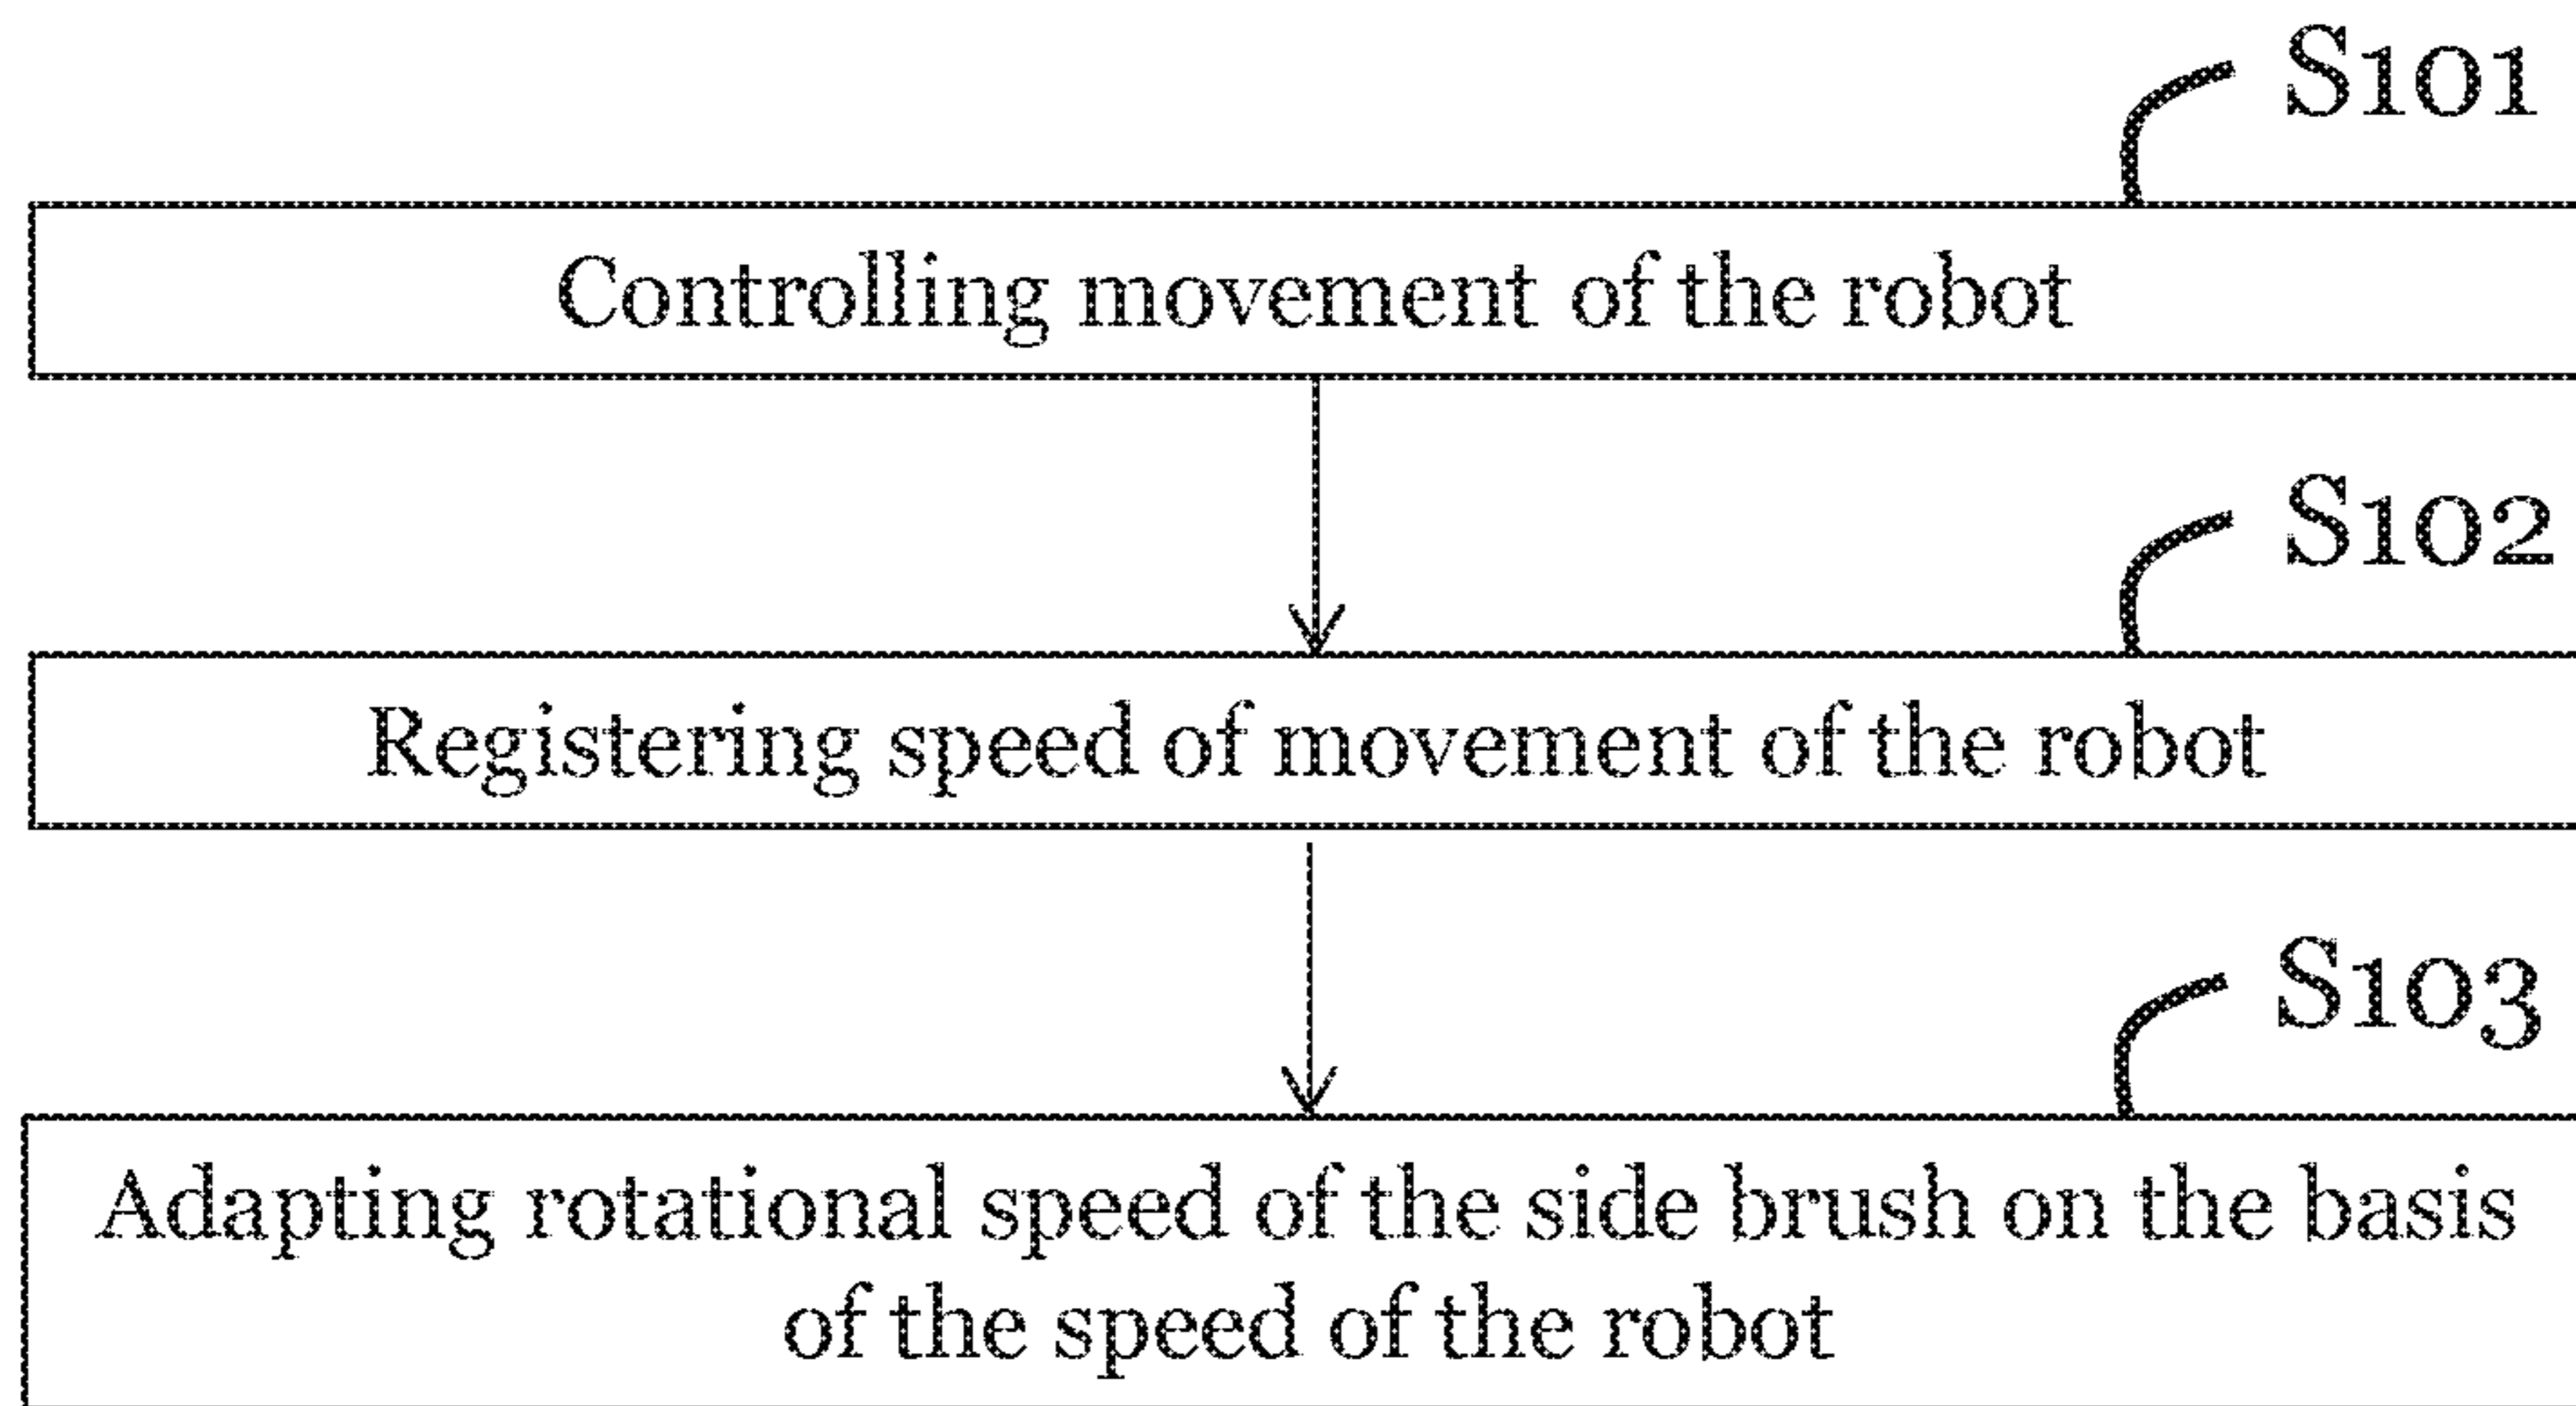 S101
Controlling movement of the robot
S102
Registering speed of movement of the robot
S103
Adapting rotational speed of the side brush on the basis
of the speed of the robot